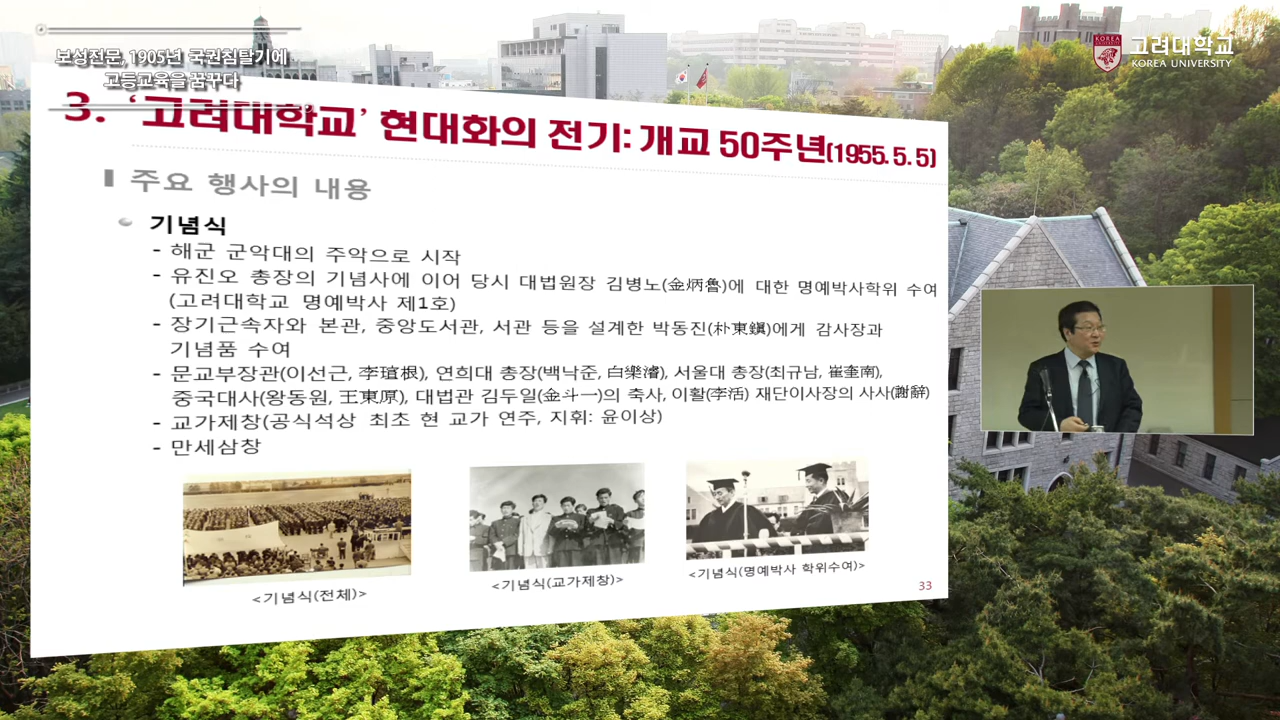 보성전문, 1905년 국권침탈기에
고등교육을 꿈꾸다
KOREA
고려대학교
KOREA UNIVERSITY
3. ‘고려대학교’ 현대화의 전기: 개교 50주년(1955. 5. 5)
주요 행사의 내용
기념식
- 해군 군악대의 주악으로 시작
- 유진오 총장의 기념사에 이어 당시 대법원장 김병노(金炳魯)에 대한 명예박사학위 수여
(고려대학교 명예박사 제1호)
- 장기근속자와 본관, 중앙도서관, 서관 등을 설계한 박동진(朴東鎭)에게 감사장과
기념품 수여
- 문교부장관(이선근, 李瑄根), 연희대 총장(백낙준, 白樂濬), 서울대 총장(최규남, 崔奎南),
중국대사(왕동원, 王東原), 대법관 김두일(金斗一)의 축사, 이활(李活) 재단이사장의 사사(謝辭)
- 교가제창(공식석상 최초 현 교가 연주, 지휘: 윤이상)
- 만세삼창
<기념식(전체)>
<기념식(교가제창)>
<기념식(명예박사 학위수여)>
33